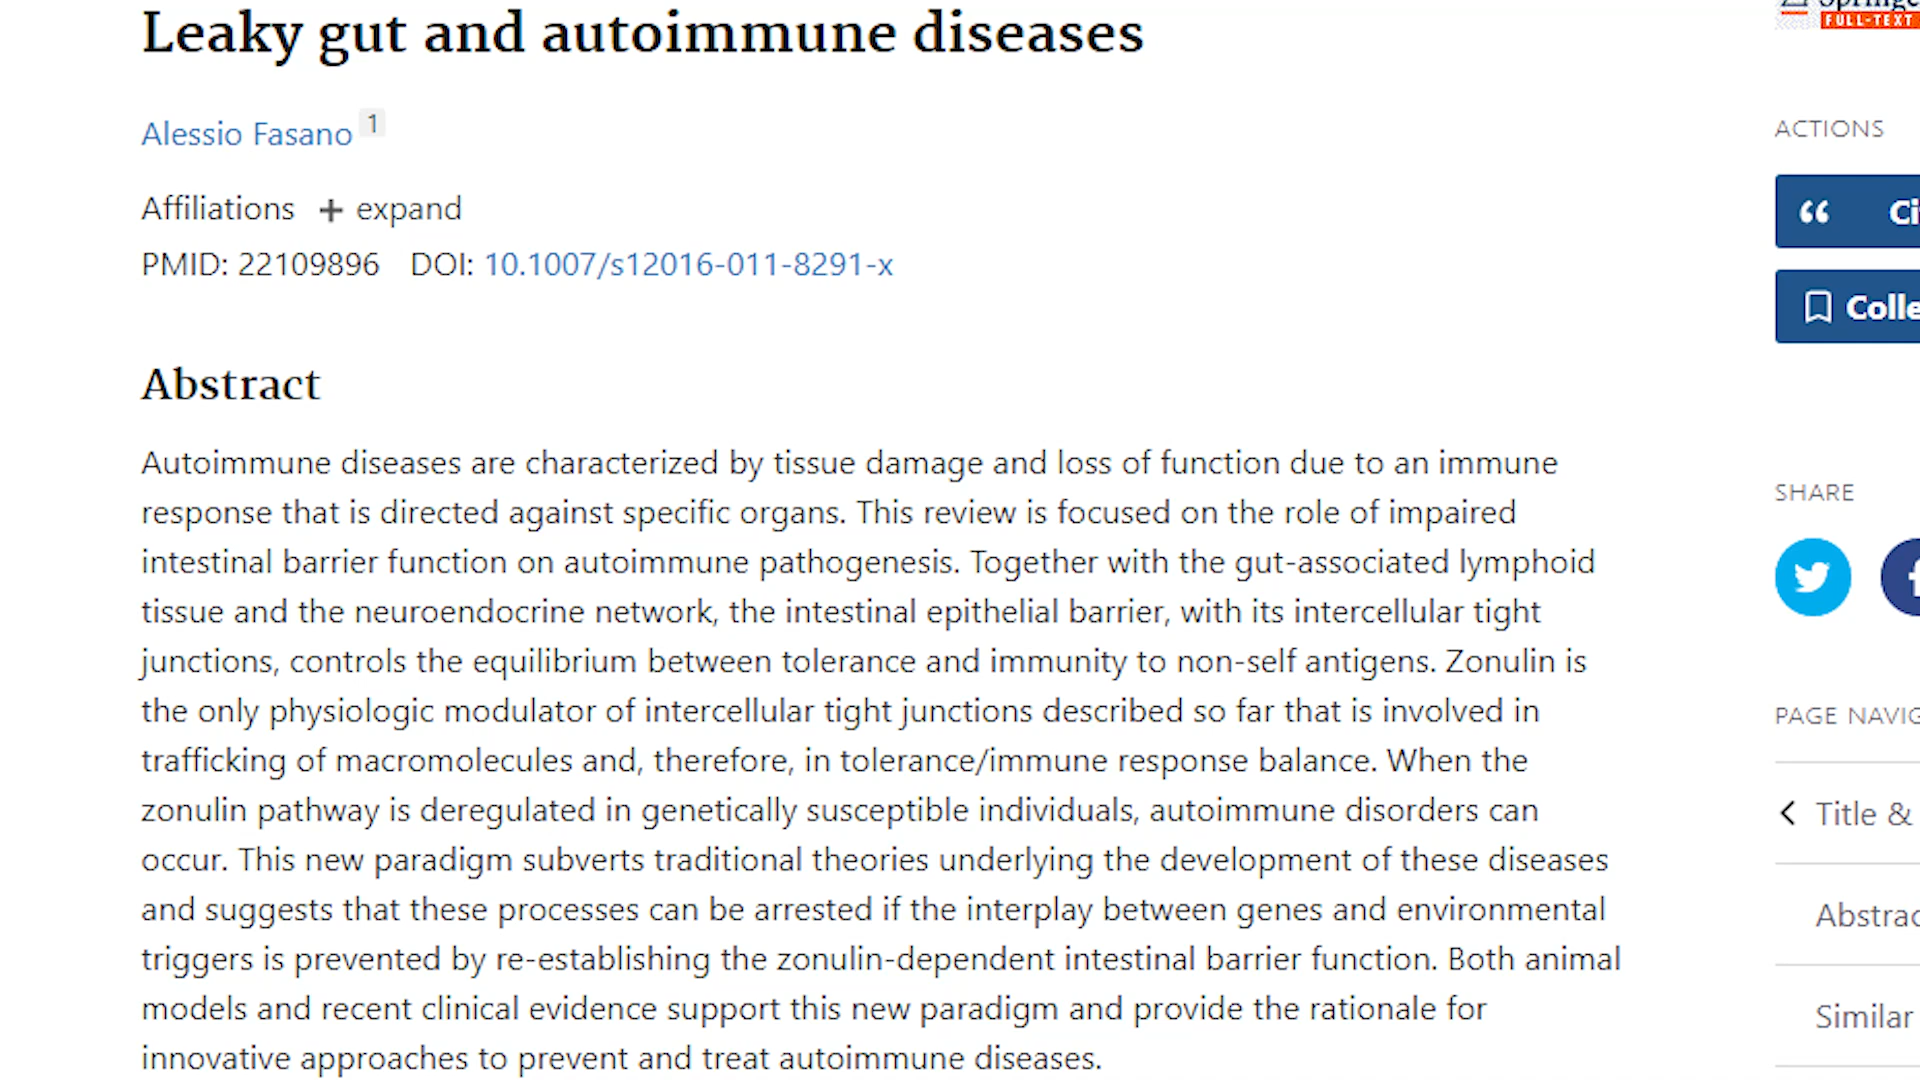 Leaky gut and autoimmune diseases
FULL-TEXT
Alessio Fasano 1
ACTIONS
Affiliations + expand
PMID: 22109896 DOI: 10.1007/s12016-011-8291-x
Abstract
Autoimmune diseases are characterized by tissue damage and loss of function due to an immune
response that is directed against specific organs. This review is focused on the role of impaired
intestinal barrier function on autoimmune pathogenesis. Together with the gut-associated lymphoid
tissue and the neuroendocrine network, the intestinal epithelial barrier, with its intercellular tight
junctions, controls the equilibrium between tolerance and immunity to non-self antigens. Zonulin is
the only physiologic modulator of intercellular tight junctions described so far that is involved in
trafficking of macromolecules and, therefore, in tolerance/immune response balance. When the
zonulin pathway is deregulated in genetically susceptible individuals, autoimmune disorders can
occur. This new paradigm subverts traditional theories underlying the development of these diseases
and suggests that these processes can be arrested if the interplay between genes and environmental
triggers is prevented by re-establishing the zonulin-dependent intestinal barrier function. Both animal
models and recent clinical evidence support this new paradigm and provide the rationale for
innovative approaches to prevent and treat autoimmune diseases.
“ Ci
Colle
SHARE
PAGE NAVIG
Title &
Abstrac
Similar